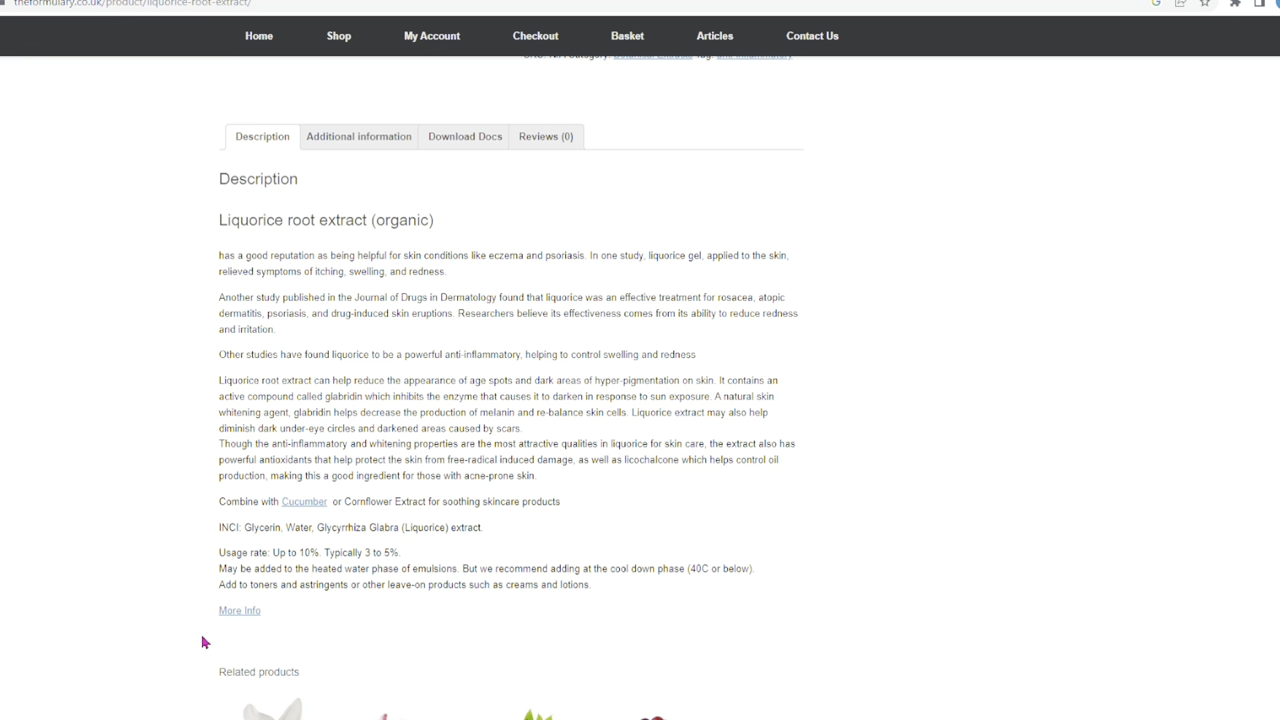 theformulary.co.uk/product/liquorice-root-extract/
Home Shop My Account Checkout Basket Articles Contact Us
Description Additional information Download Docs Reviews (0)
Description
Liquorice root extract (organic)
has a good reputation as being helpful for skin conditions like eczema and psoriasis. In one study, liquorice gel, applied to the skin,
relieved symptoms of itching, swelling, and redness.
Another study published in the Journal of Drugs in Dermatology found that liquorice was an effective treatment for rosacea, atopic
dermatitis, psoriasis, and drug-induced skin eruptions. Researchers believe its effectiveness comes from its ability to reduce redness
and irritation.
Other studies have found liquorice to be a powerful anti-inflammatory, helping to control swelling and redness
Liquorice root extract can help reduce the appearance of age spots and dark areas of hyper-pigmentation on skin. It contains an
active compound called glabridin which inhibits the enzyme that causes it to darken in response to sun exposure. A natural skin
whitening agent, glabridin helps decrease the production of melanin and re-balance skin cells. Liquorice extract may also help
diminish dark under-eye circles and darkened areas caused by scars.
Though the anti-inflammatory and whitening properties are the most attractive qualities in liquorice for skin care, the extract also has
powerful antioxidants that help protect the skin from free-radical induced damage, as well as licochalcone which helps control oil
production, making this a good ingredient for those with acne-prone skin.
Combine with Cucumber or Cornflower Extract for soothing skincare products
INCI: Glycerin, Water, Glycyrrhiza Glabra (Liquorice) extract.
Usage rate: Up to 10%. Typically 3 to 5%.
May be added to the heated water phase of emulsions. But we recommend adding at the cool down phase (40C or below).
Add to toners and astringents or other leave-on products such as creams and lotions.
More Info
Related products